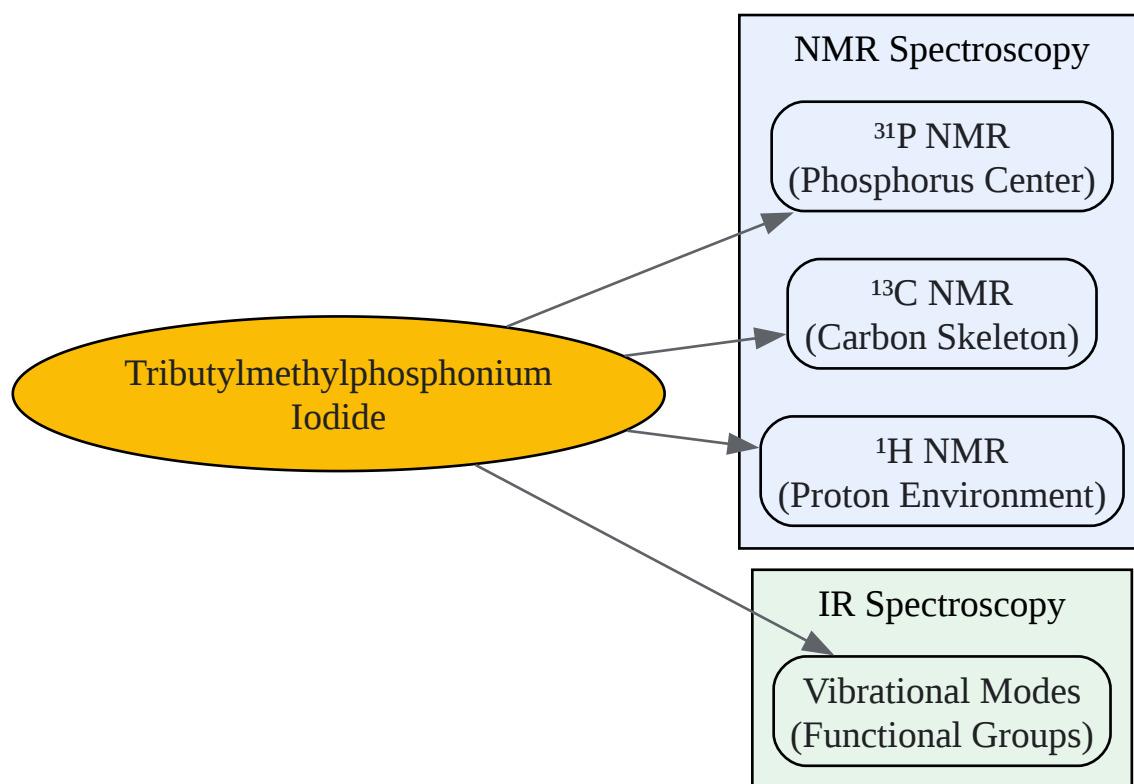 NMR Spectroscopy
³¹P NMR
(Phosphorus Center)
¹³C NMR
(Carbon Skeleton)
Tributylmethylphosphonium
Iodide
¹H NMR
(Proton Environment)
IR Spectroscopy
Vibrational Modes
(Functional Groups)